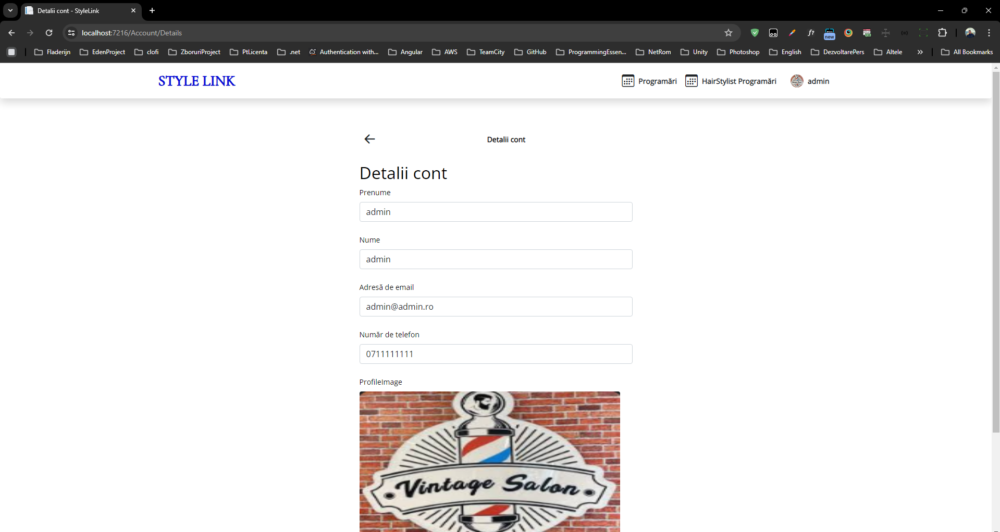 Detalii cont - StyleLink
localhost:7216/Account/Details
new
Fladerijn EdenProject clofi ZboruriProject PtLicenta .net Authentication with... Angular AWS TeamCity GitHub ProgrammingEssen... NetRom Unity Photoshop English DezvoltarePers Altele » All Bookmarks
STYLE LINK Programări HairStylist Programări admin
Detalii cont
Detalii cont
Prenume
admin
Nume
admin
Adresă de email
admin@admin.ro
Număr de telefon
0711111111
ProfileImage
Vintage Salon